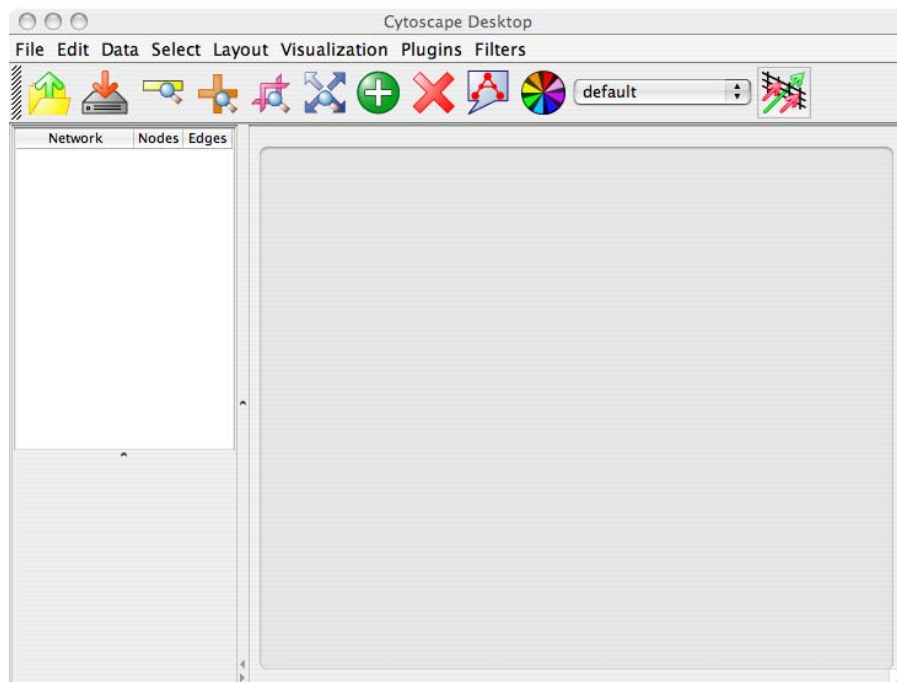 Cytoscape Desktop
File Edit Data Select Layout Visualization Plugins Filters
default
Network Nodes Edges